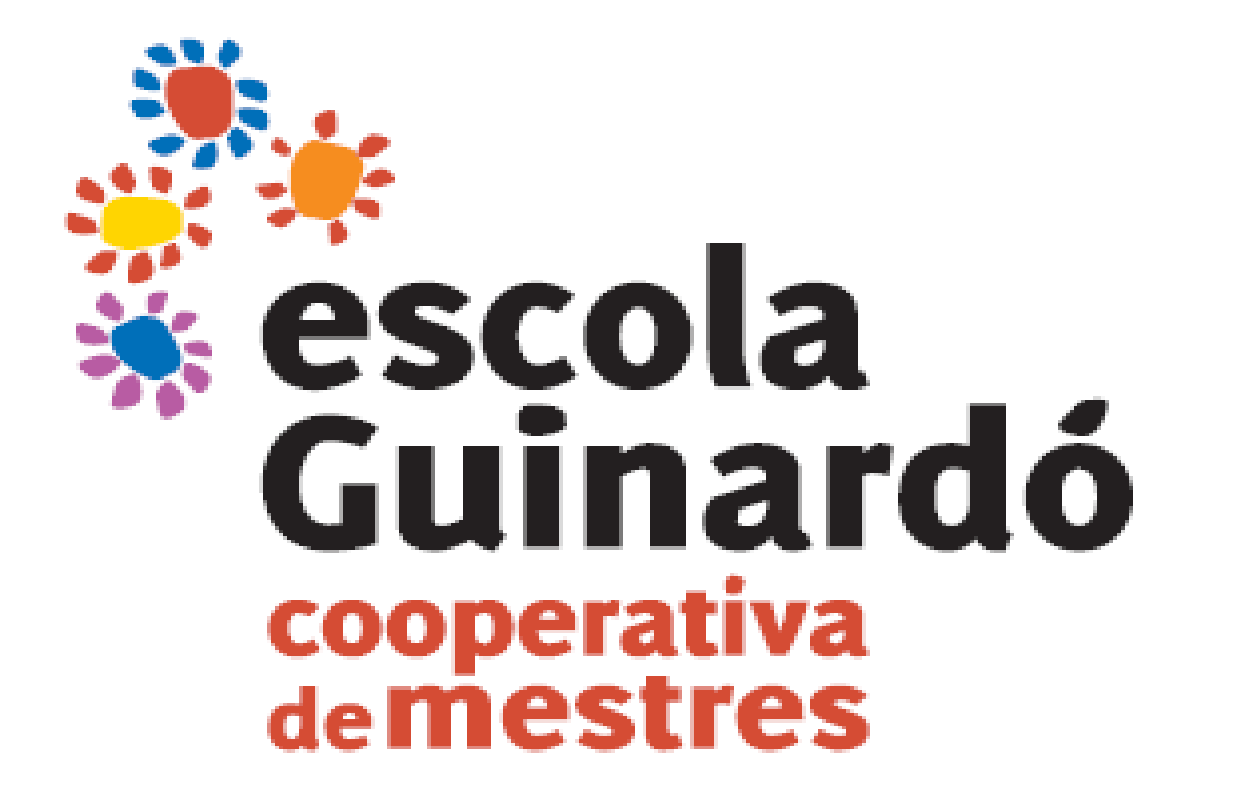 escola
Guinardó
cooperativa
de mestres